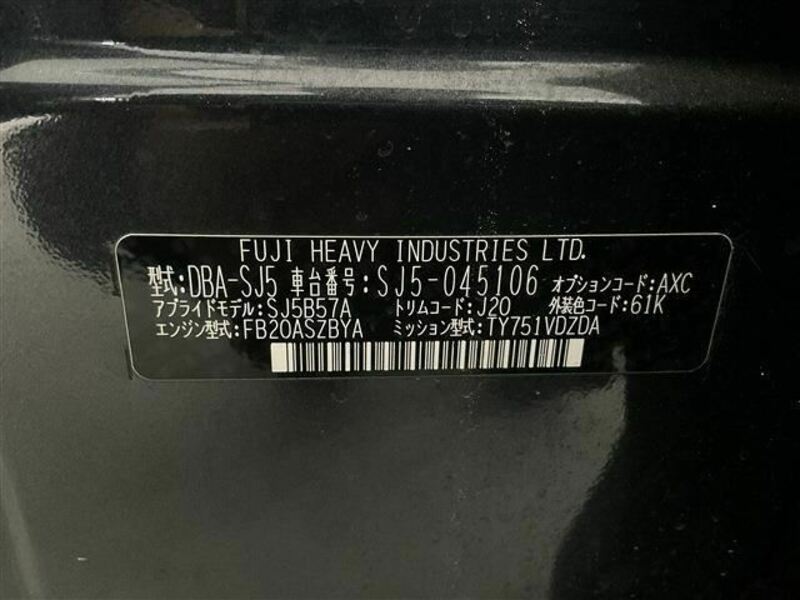 FUJI HEAVY INDUSTRIES LTD.
型式:DBA-SJ5 車台番号:SJ5-045106 オプションコード:AXC
アプライドモデル:SJ5B57A トリムコード:J20 外装色コード:61K
エンジン型式:FB20ASZBYA ミッション型式:TY751VDZDA